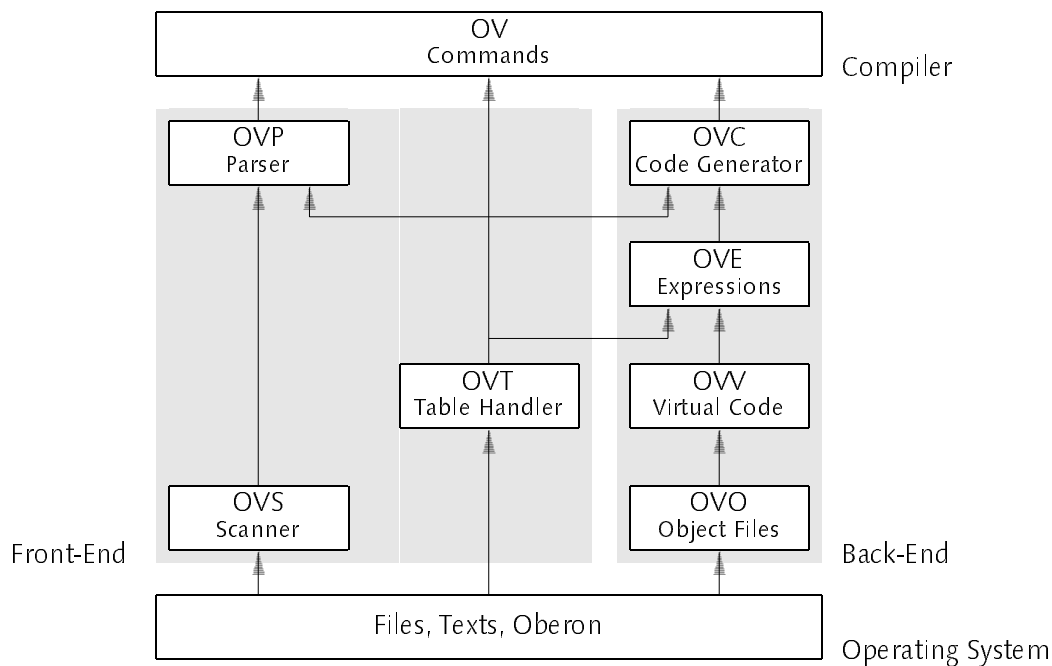 OV
Commands
Compiler
OVP
Parser
OVC
Code Generator
OVE
Expressions
OVT
Table Handler
OVV
Virtual Code
OVS
Scanner
OVO
Object Files
Front-End
Back-End
Files, Texts, Oberon
Operating System